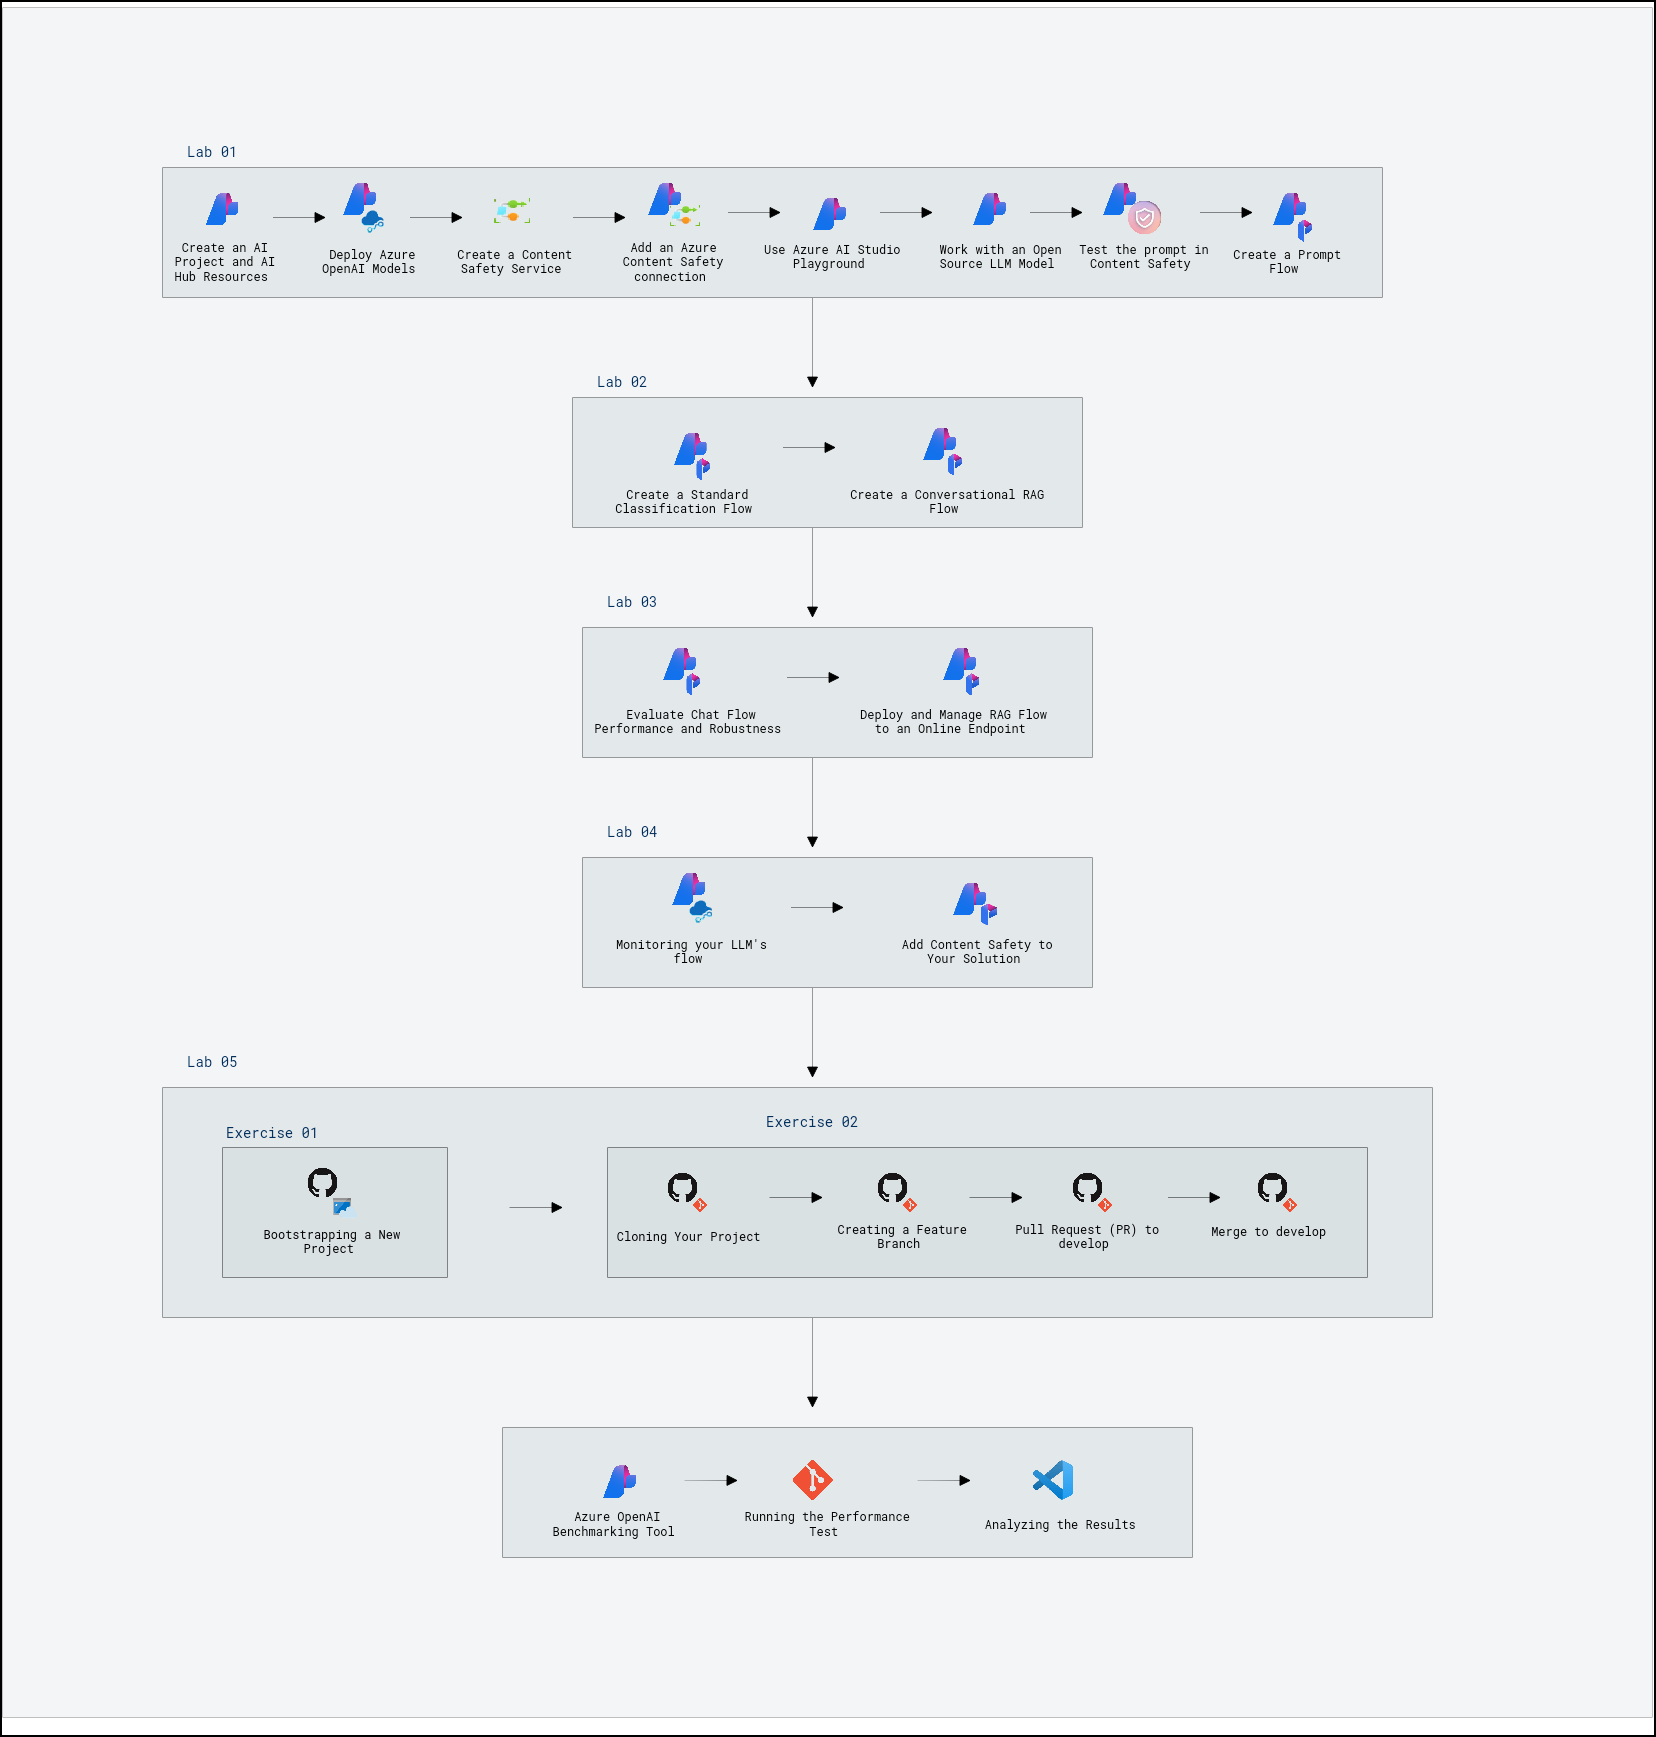 Lab 01
Create an AI
Project and AI
Hub Resources
Deploy Azure
OpenAI Models
Create a Content
Safety Service
Add an Azure
Content Safety
connection
Use Azure AI Studio
Playground
Work with an Open
Source LLM Model
Test the prompt in
Content Safety
Create a Prompt
Flow
Lab 02
Create a Standard
Classification Flow
Create a Conversational RAG
Flow
Lab 03
Evaluate Chat Flow
Performance and Robustness
Deploy and Manage RAG Flow
to an Online Endpoint
Lab 04
Monitoring your LLM's
flow
Add Content Safety to
Your Solution
Lab 05
Exercise 01
Bootstrapping a New
Project
Exercise 02
Cloning Your Project
Creating a Feature
Branch
Pull Request (PR) to
develop
Merge to develop
Azure OpenAI
Benchmarking Tool
Running the Performance
Test
Analyzing the Results